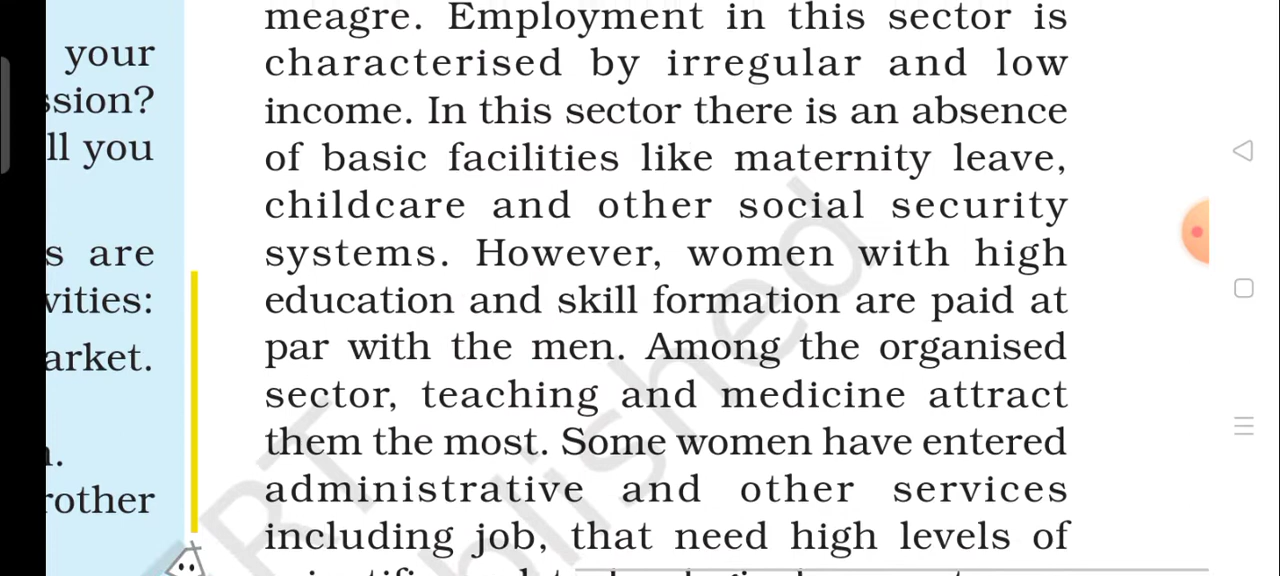 your
ssion?
ll you
s are
vities:
arket.
n.
rother
meagre. Employment in this sector is
characterised by irregular and low
income. In this sector there is an absence
of basic facilities like maternity leave,
childcare and other social security
systems. However, women with high
education and skill formation are paid at
par with the men. Among the organised
sector, teaching and medicine attract
them the most. Some women have entered
administrative and other services
including job, that need high levels of